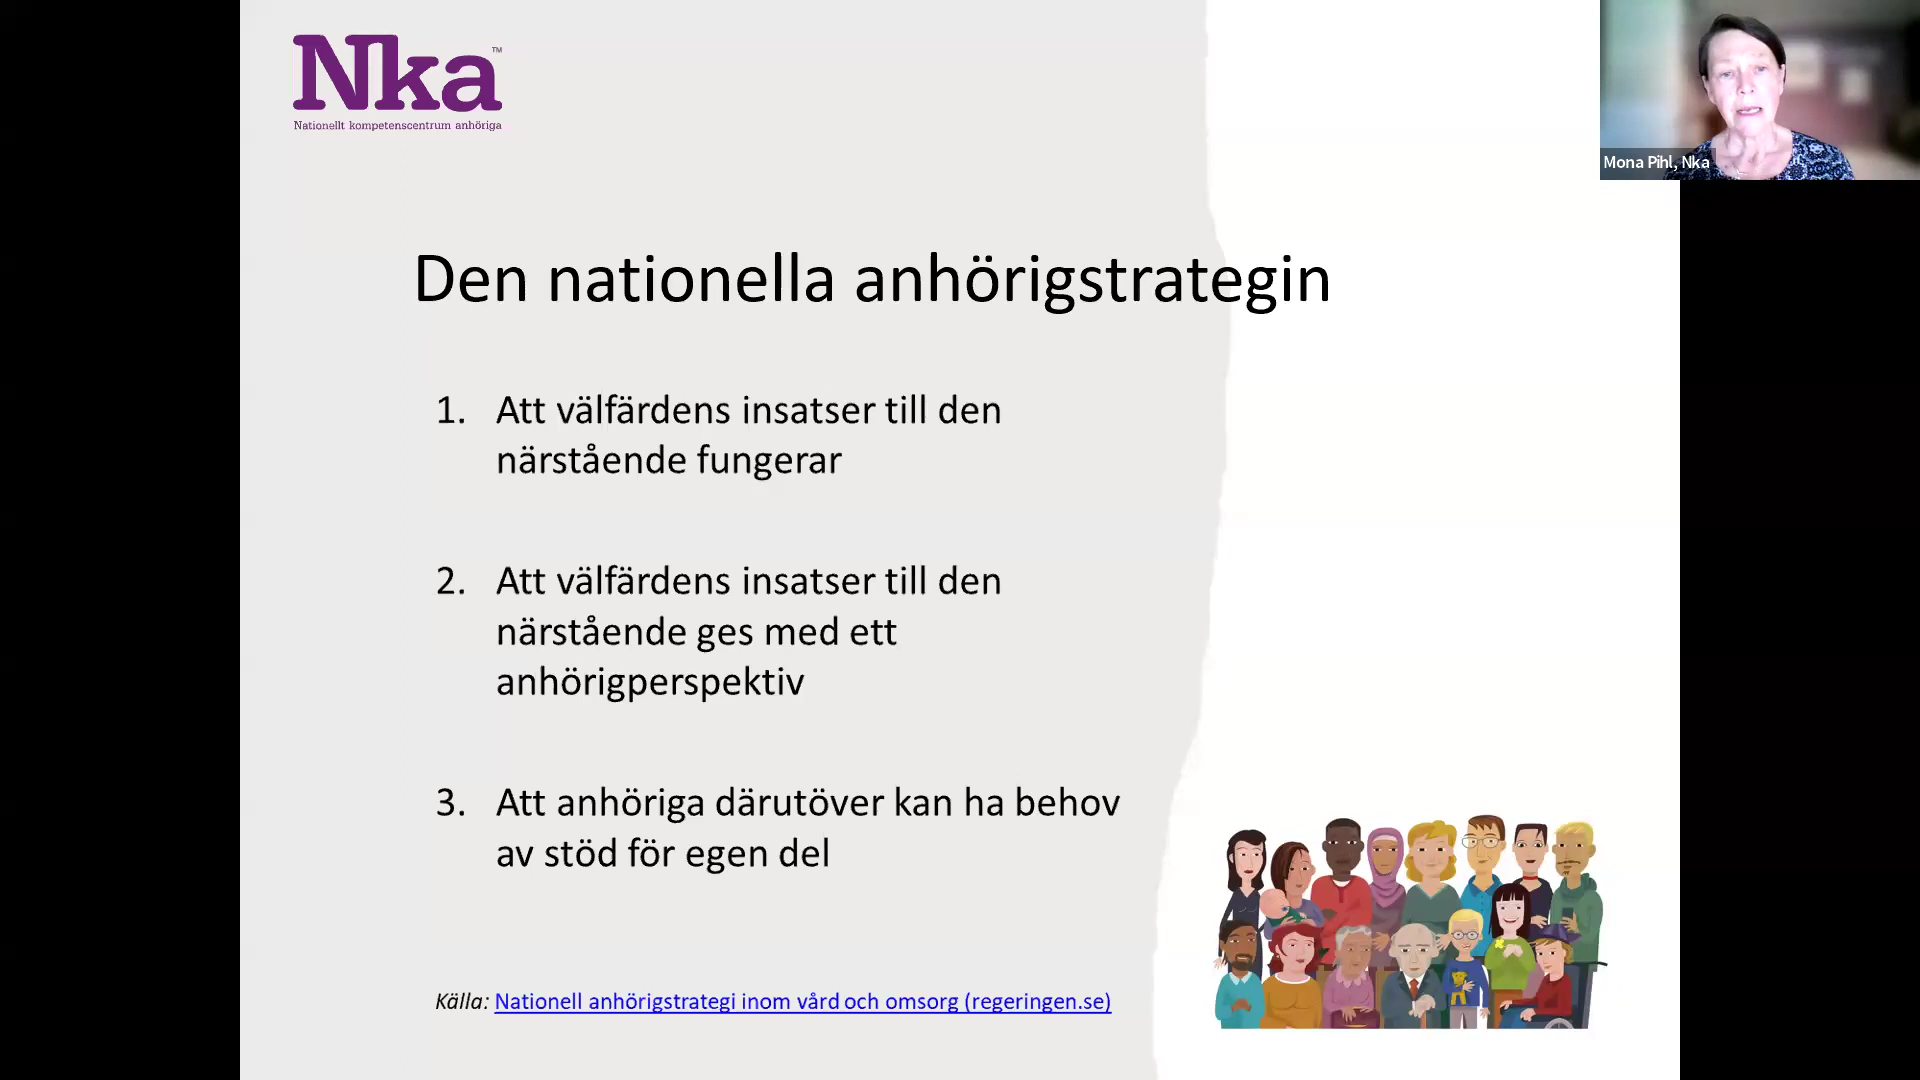 Nka™
Nationellt kompetenscentrum anhöriga
Mona Pihl, Nka
Den nationella anhörigstrategin
1. Att välfärdens insatser till den
närstående fungerar
2. Att välfärdens insatser till den
närstående ges med ett
anhörigperspektiv
3. Att anhöriga därutöver kan ha behov
av stöd för egen del
Källa: Nationell anhörigstrategi inom vård och omsorg (regeringen.se)